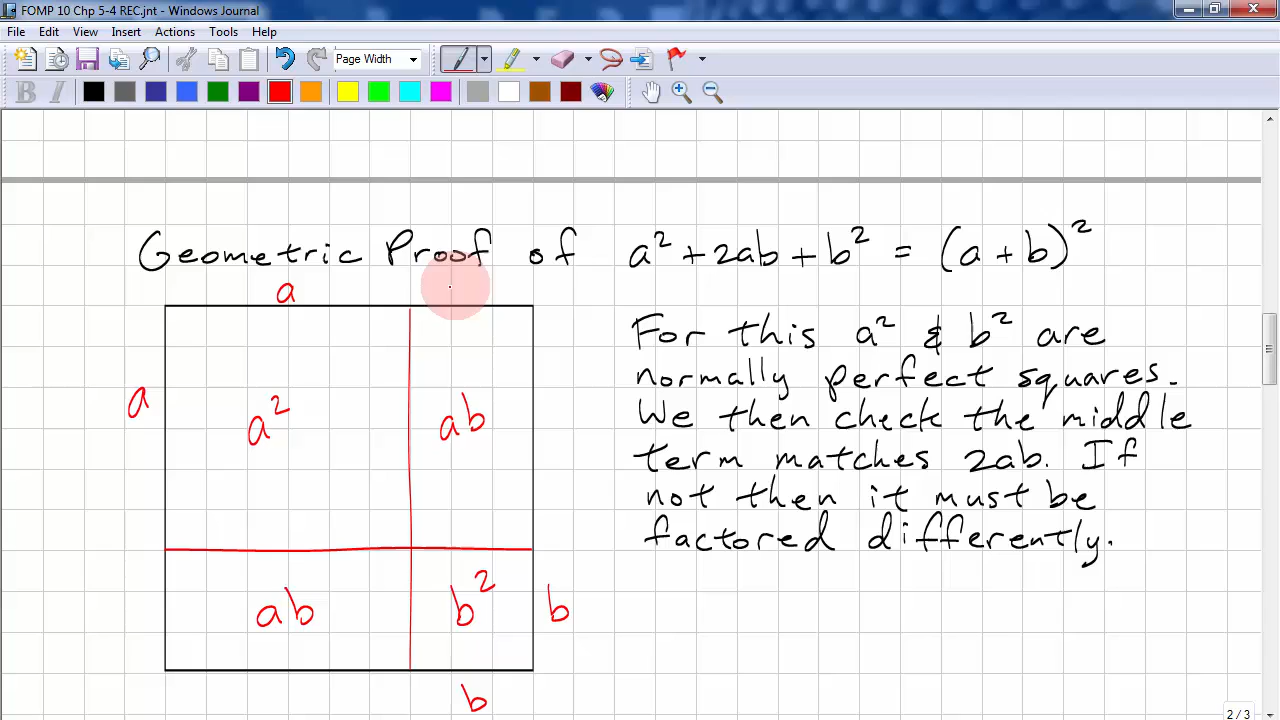 FOMP 10 Chp 5-4 REC.jnt - Windows Journal
File Edit View Insert Actions Tools Help
Page Width
B I
Geometric Proof of a² + 2ab + b² = (a + b)²
a
For this a² & b² are
normally perfect squares.
a
a²
ab
We then check the middle
term matches 2ab. If
not then it must be
factored differently.
ab
b²
b
b
2 / 3